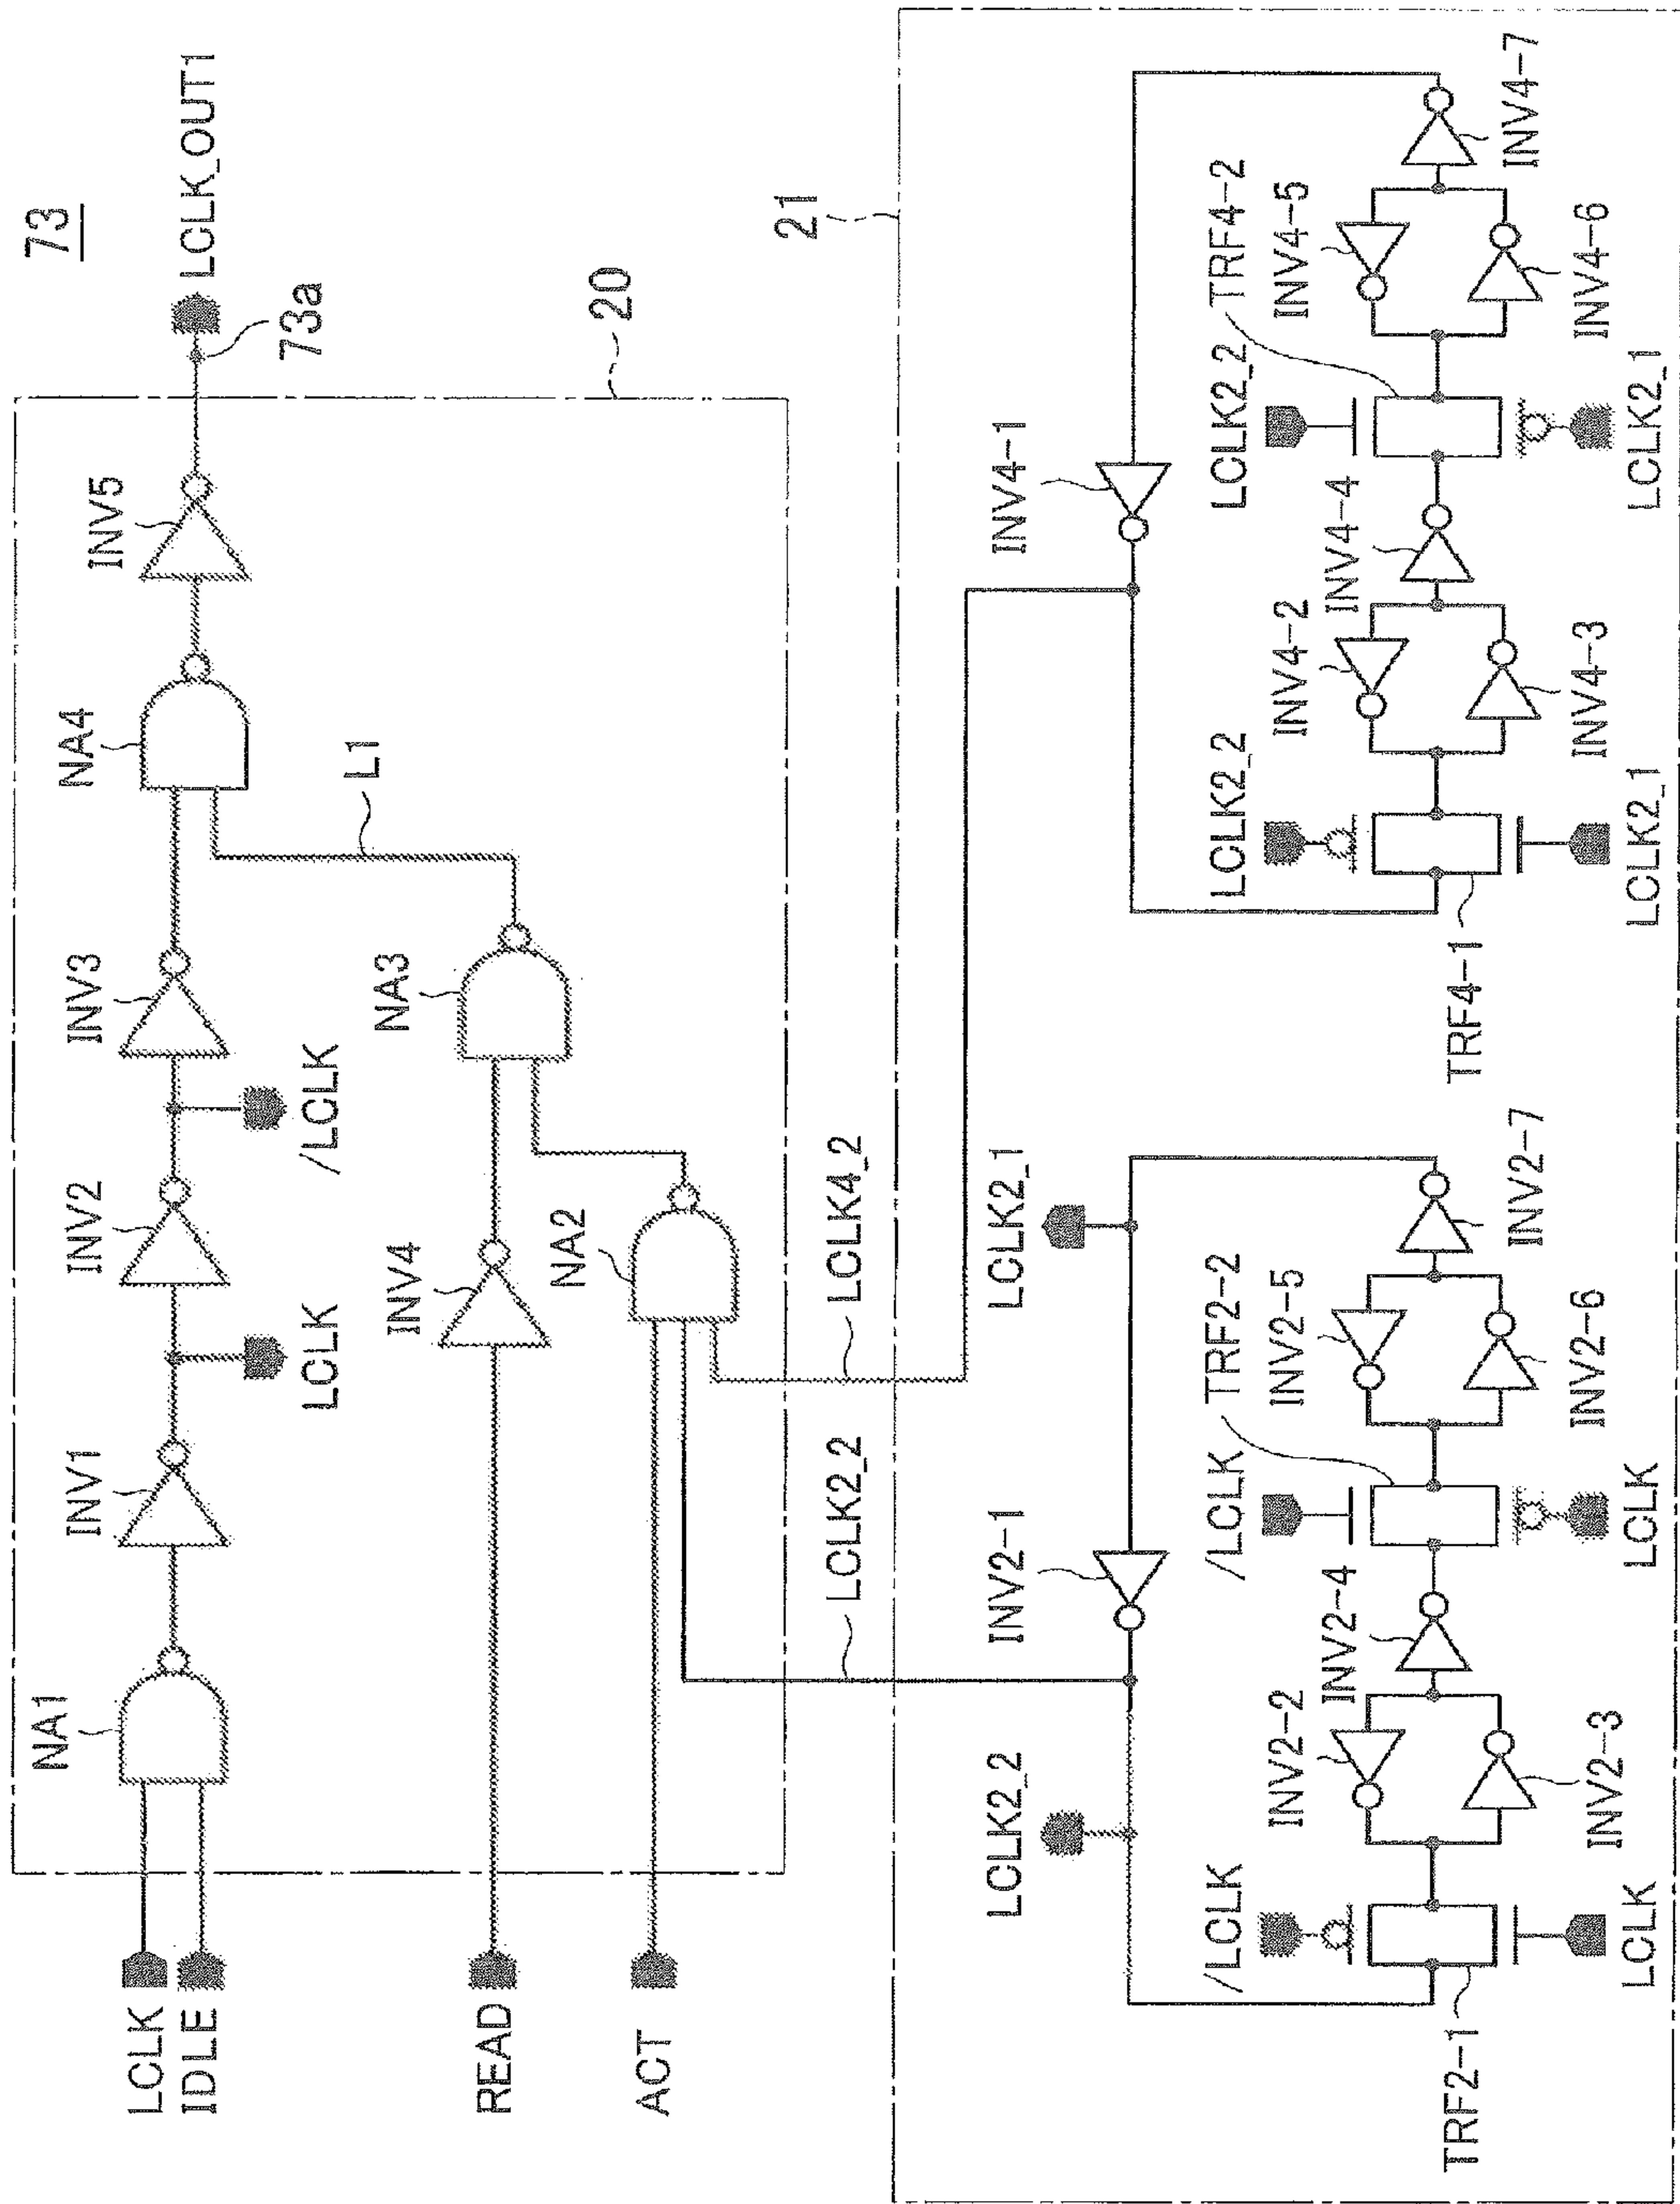 73
LCLK
IDLE
READ
ACT
NA1
INV1
LCLK
INV2
/LCLK
INV3
NA4
INV5
LCLK_OUT1
73a
20
L1
NA3
INV4
NA2
LCLK2_2
LCLK4_2
21
LCLK2_2
INV2-1
LCLK2_1
/LCLK
INV2-2
INV2-4
/LCLK
TRF2-2
INV2-5
INV2-7
TRF2-1
LCLK
INV2-3
LCLK
INV2-6
INV4-1
LCLK2_2
INV4-2
INV4-4
LCLK2_2
TRF4-2
INV4-5
INV4-7
TRF4-1
LCLK2_1
INV4-3
LCLK2_1
INV4-6